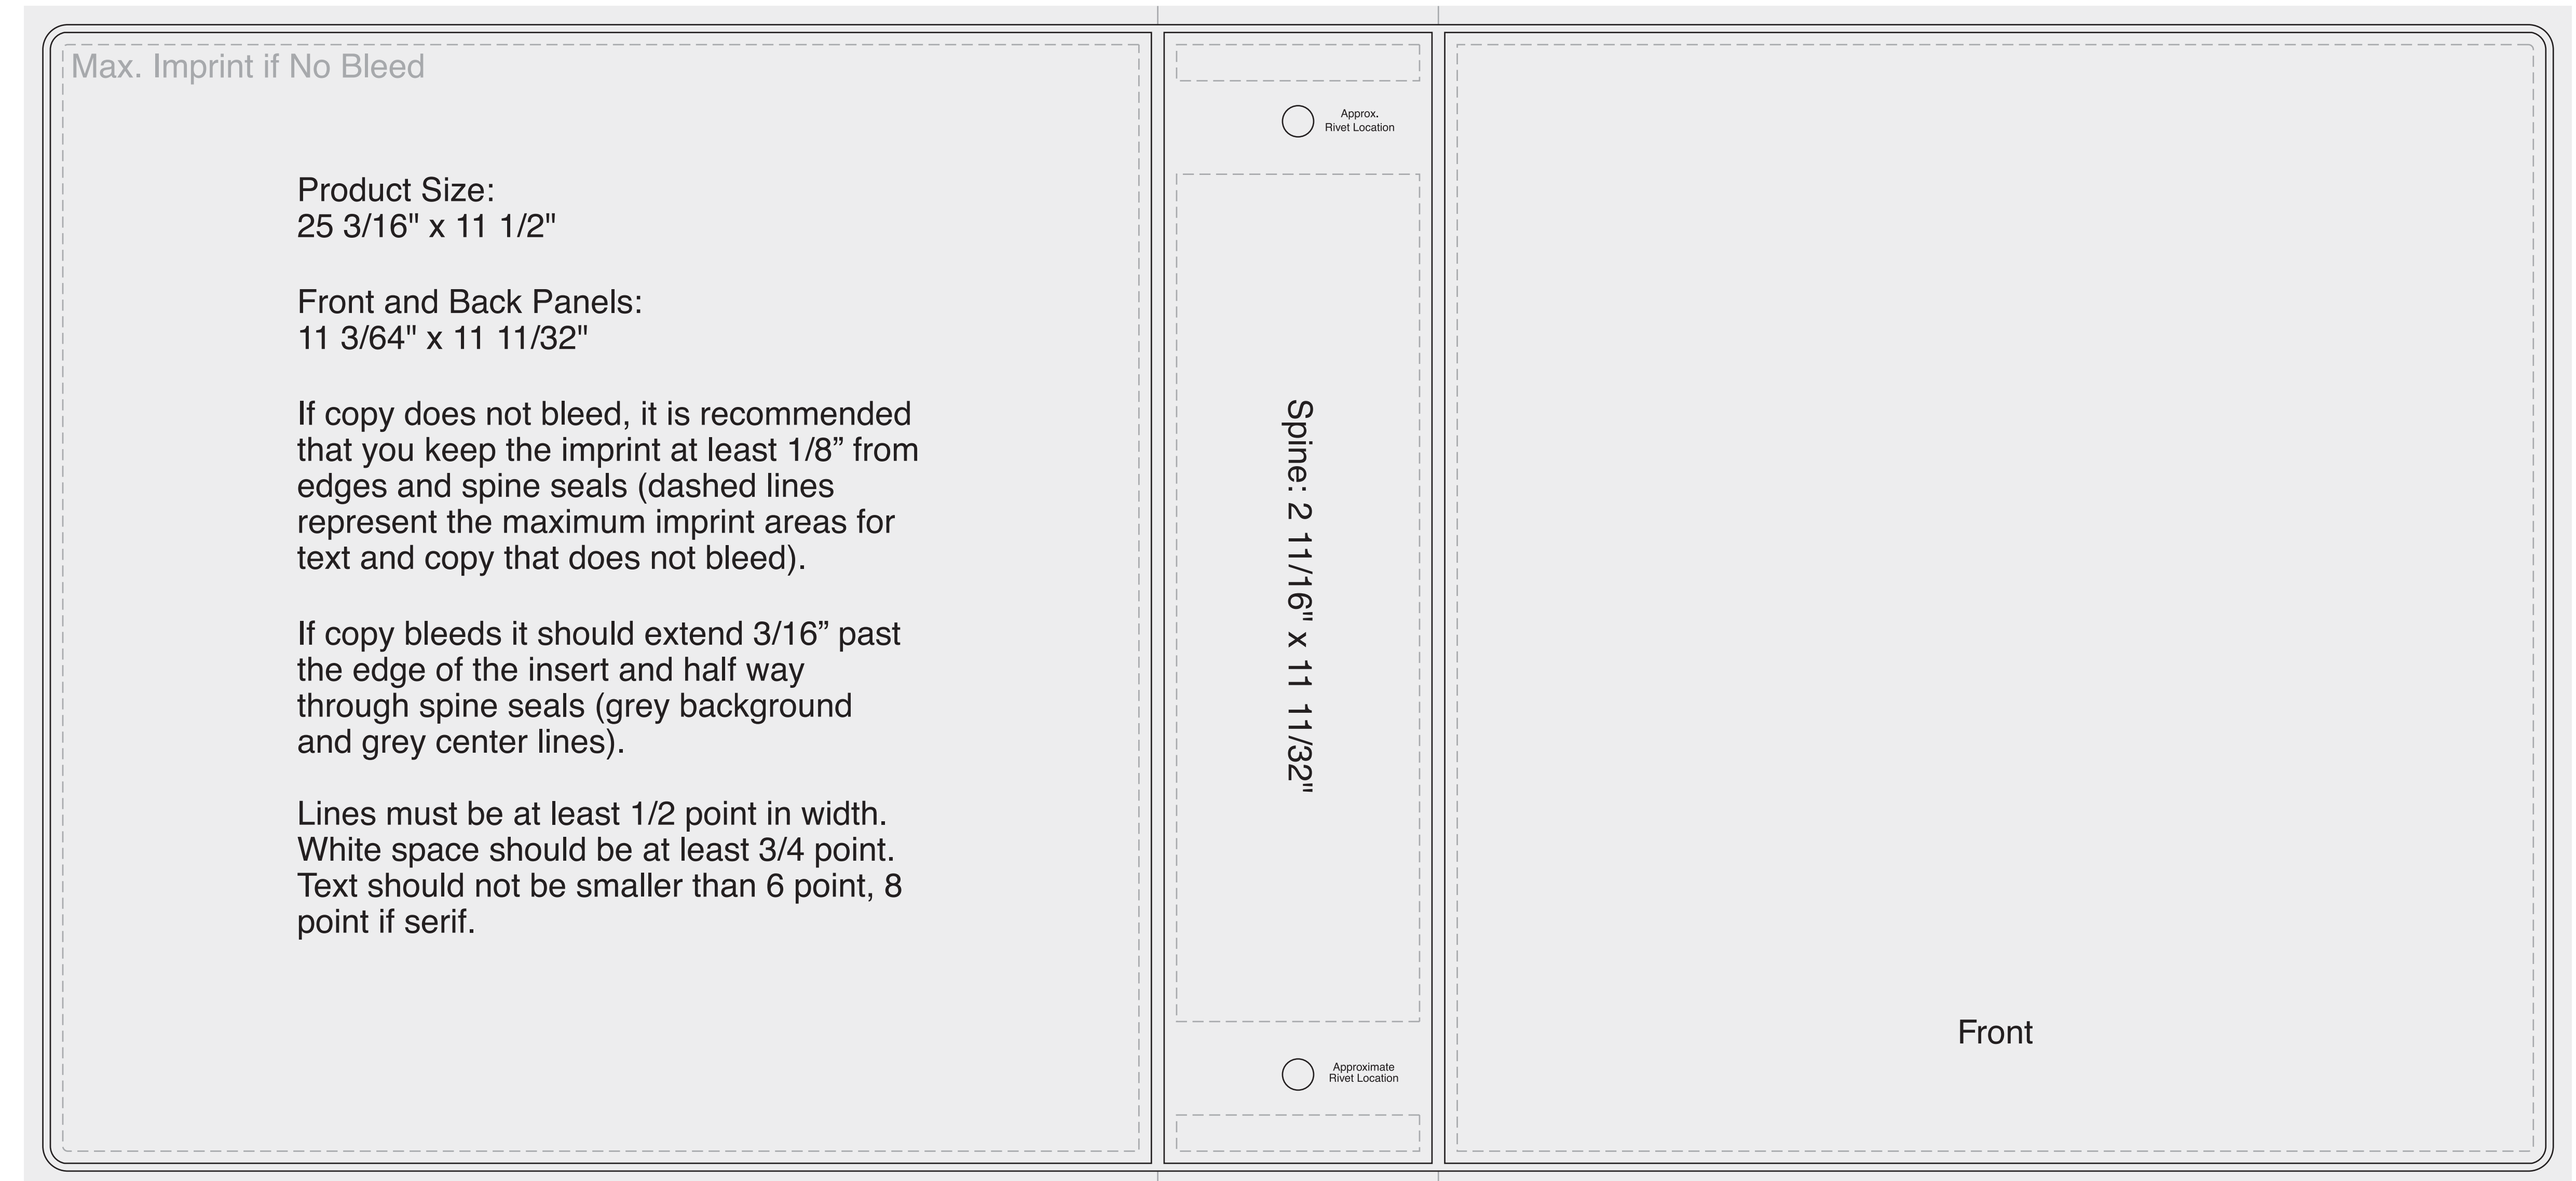 Max. Imprint if No Bleed
Product Size:
25 3/16" x 11 1/2"
Front and Back Panels:
11 3/64" x 11 11/32"
If copy does not bleed, it is recommended
that you keep the imprint at least 1/8” from
edges and spine seals (dashed lines
represent the maximum imprint areas for
text and copy that does not bleed).
If copy bleeds it should extend 3/16” past
the edge of the insert and half way
through spine seals (grey background
and grey center lines).
Lines must be at least 1/2 point in width.
White space should be at least 3/4 point.
Text should not be smaller than 6 point, 8
point if serif.
Approx.
Rivet Location
Spine: 2 11/16" x 11 11/32"
Approximate
Rivet Location
Front